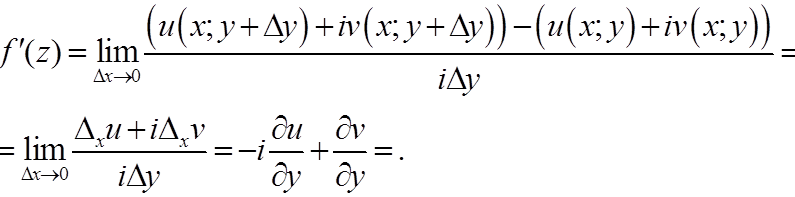 f′(z) = lim_{Δx→0} ((u(x; y + Δy) + iv(x; y + Δy)) − (u(x; y) + iv(x; y))) / (iΔy) =
= lim_{Δx→0} (Δ_x u + iΔ_x v) / (iΔy) = −i ∂u/∂y + ∂v/∂y = .